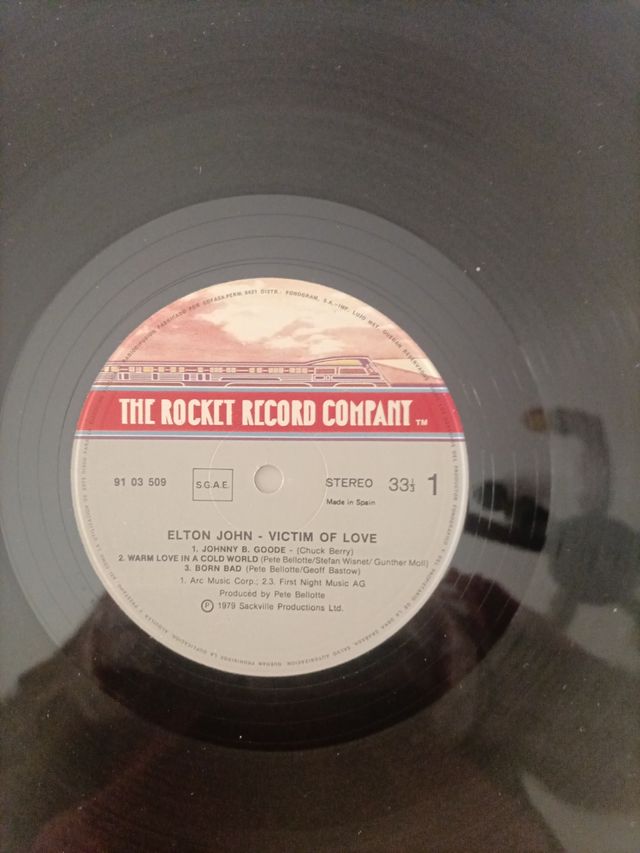 THE ROCKET RECORD COMPANY TM
91 03 509
S.G.A.E.
STEREO 33⅓ 1
Made in Spain
ELTON JOHN - VICTIM OF LOVE
1. JOHNNY B. GOODE - (Chuck Berry)
2. WARM LOVE IN A COLD WORLD (Pete Bellotte/Stefan Wisnet/ Gunther Moll)
3. BORN BAD (Pete Bellotte/Geoff Bastow)
1. Arc Music Corp.; 2.3. First Night Music AG
Produced by Pete Bellotte
Ⓟ 1979 Sackville Productions Ltd.